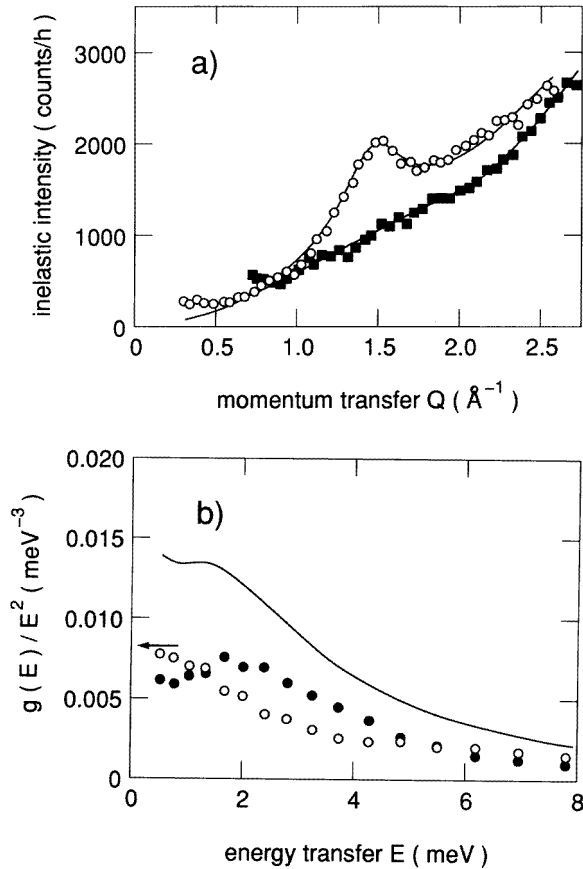 3000
2000
1000
0
a)
inelastic intensity ( counts/h )
0 0.5 1.0 1.5 2.0 2.5
momentum transfer Q ( Å⁻¹ )
0.020
0.015
0.010
0.005
0
b)
g ( E ) / E² ( meV⁻³ )
0 2 4 6 8
energy transfer E ( meV )